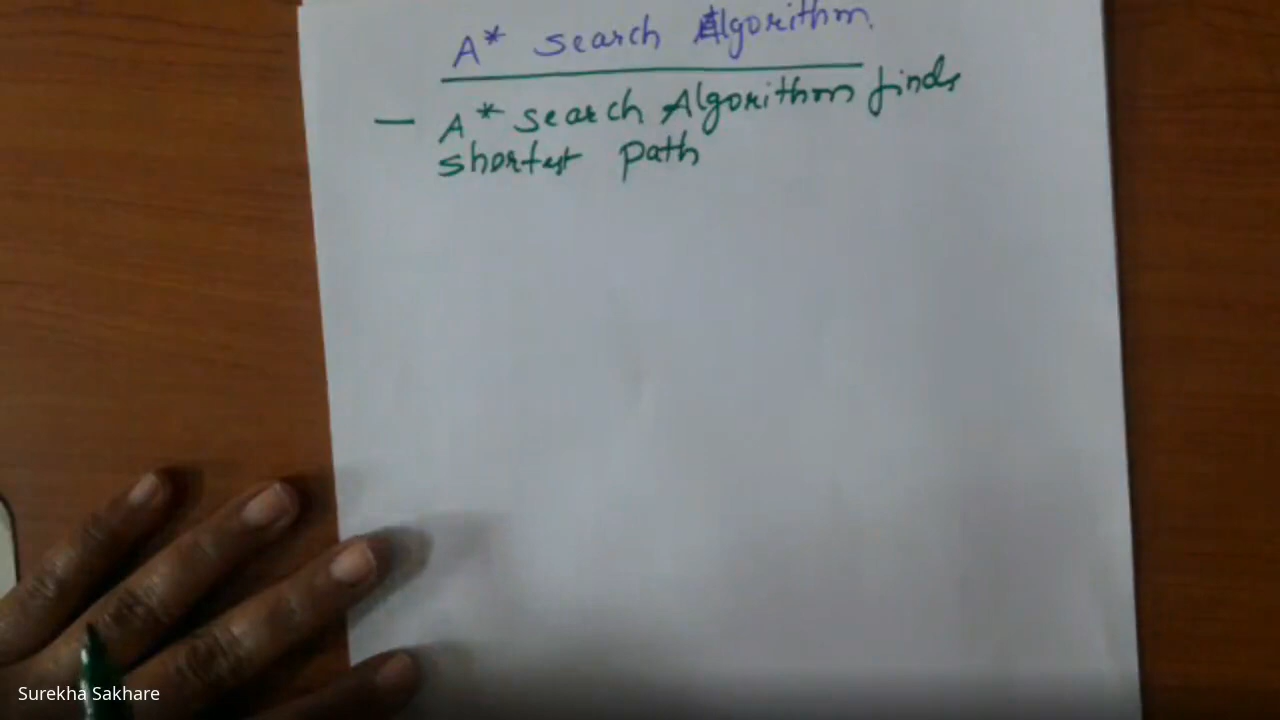 A* search Algorithm.
— A* search Algorithm finds
shortest path
Surekha Sakhare